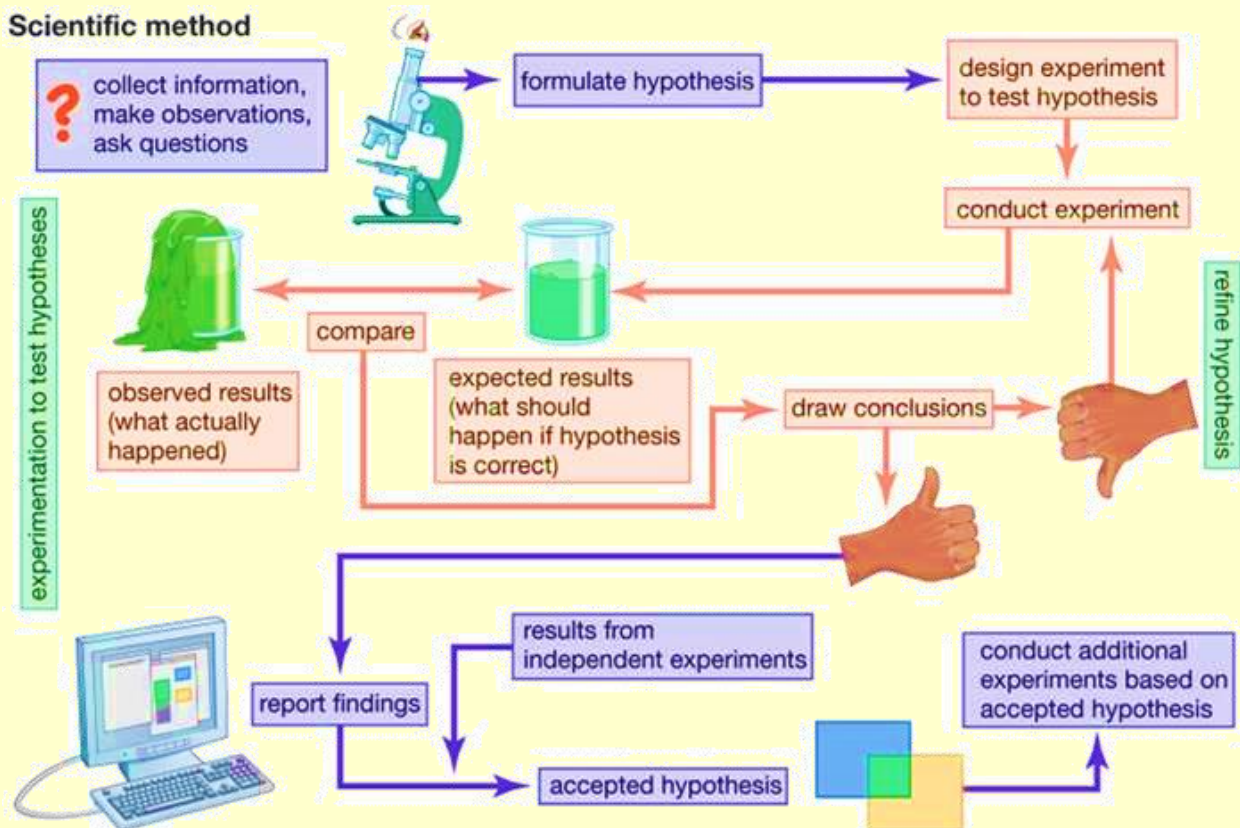 Scientific method
collect information,
make observations,
ask questions
formulate hypothesis
design experiment
to test hypothesis
conduct experiment
experimentation to test hypotheses
refine hypothesis
compare
observed results
(what actually
happened)
expected results
(what should
happen if hypothesis
is correct)
draw conclusions
results from
independent experiments
report findings
accepted hypothesis
conduct additional
experiments based on
accepted hypothesis